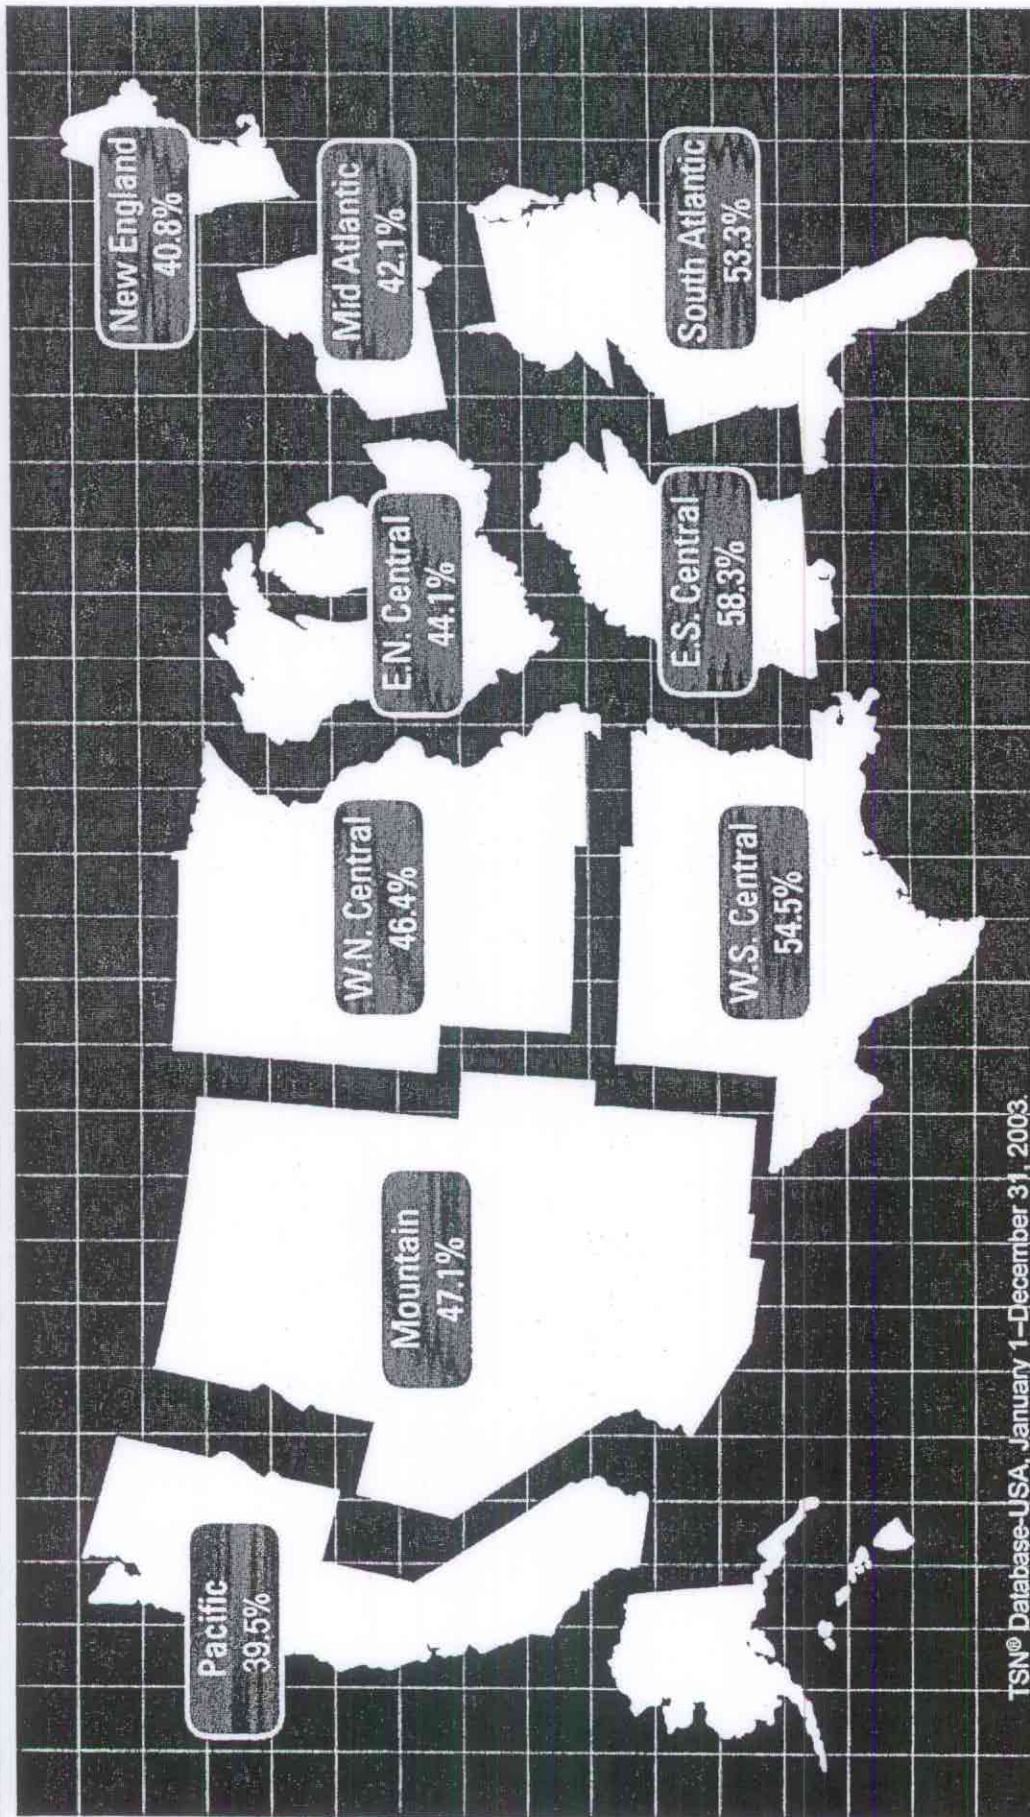 Pacific
39.5%
Mountain
47.1%
W.N. Central
46.4%
W.S. Central
54.5%
E.N. Central
44.1%
E.S. Central
58.3%
New England
40.8%
Mid Atlantic
42.1%
South Atlantic
53.3%
TSN® Database-USA, January 1–December 31, 2003.